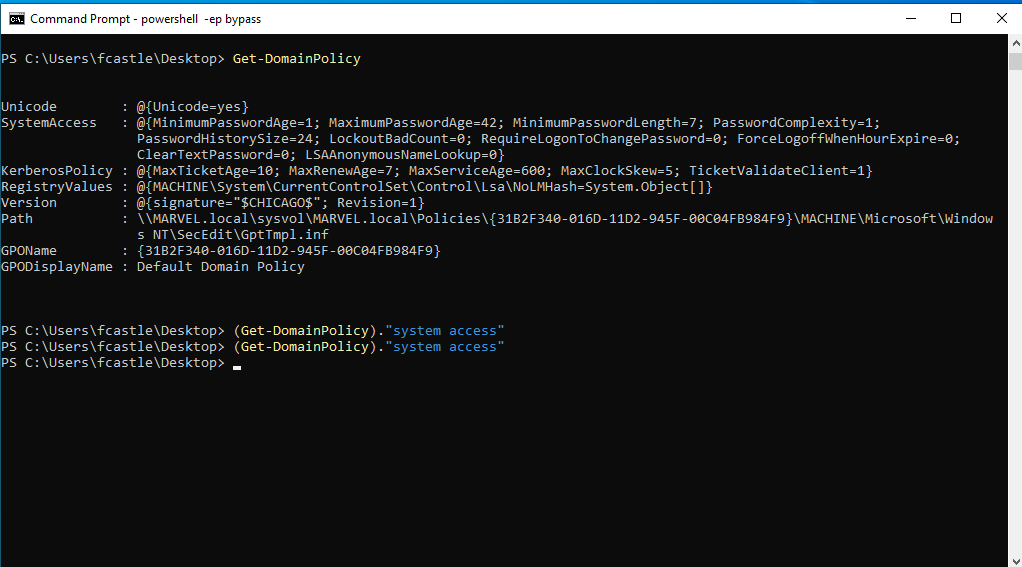 Command Prompt - powershell  -ep bypass
PS C:\Users\fcastle\Desktop> Get-DomainPolicy
Unicode        : @{Unicode=yes}
SystemAccess   : @{MinimumPasswordAge=1; MaximumPasswordAge=42; MinimumPasswordLength=7; PasswordComplexity=1;
                 PasswordHistorySize=24; LockoutBadCount=0; RequireLogonToChangePassword=0; ForceLogoffWhenHourExpire=0;
                 ClearTextPassword=0; LSAAnonymousNameLookup=0}
KerberosPolicy : @{MaxTicketAge=10; MaxRenewAge=7; MaxServiceAge=600; MaxClockSkew=5; TicketValidateClient=1}
RegistryValues : @{MACHINE\System\CurrentControlSet\Control\Lsa\NoLMHash=System.Object[]}
Version        : @{signature="$CHICAGO$"; Revision=1}
Path           : \\MARVEL.local\sysvol\MARVEL.local\Policies\{31B2F340-016D-11D2-945F-00C04FB984F9}\MACHINE\Microsoft\Window
                 s NT\SecEdit\GptTmpl.inf
GPOName        : {31B2F340-016D-11D2-945F-00C04FB984F9}
GPODisplayName : Default Domain Policy
PS C:\Users\fcastle\Desktop> (Get-DomainPolicy)."system access"
PS C:\Users\fcastle\Desktop> (Get-DomainPolicy)."system access"
PS C:\Users\fcastle\Desktop>